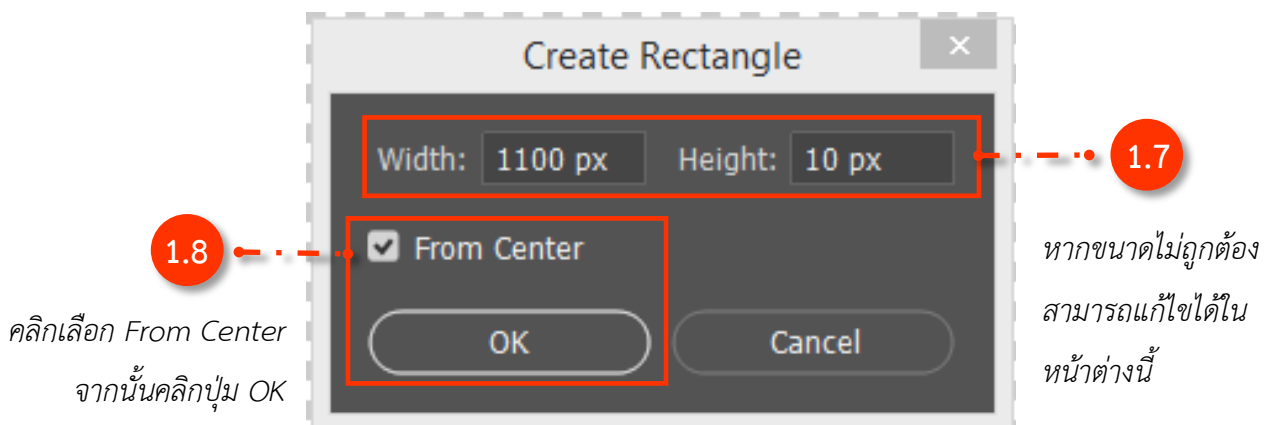 Create Rectangle
Width: 1100 px Height: 10 px
1.7
หากขนาดไม่ถูกต้อง
สามารถแก้ไขได้ใน
หน้าต่างนี้
1.8
From Center
คลิกเลือก From Center
จากนั้นคลิกปุ่ม OK
OK Cancel